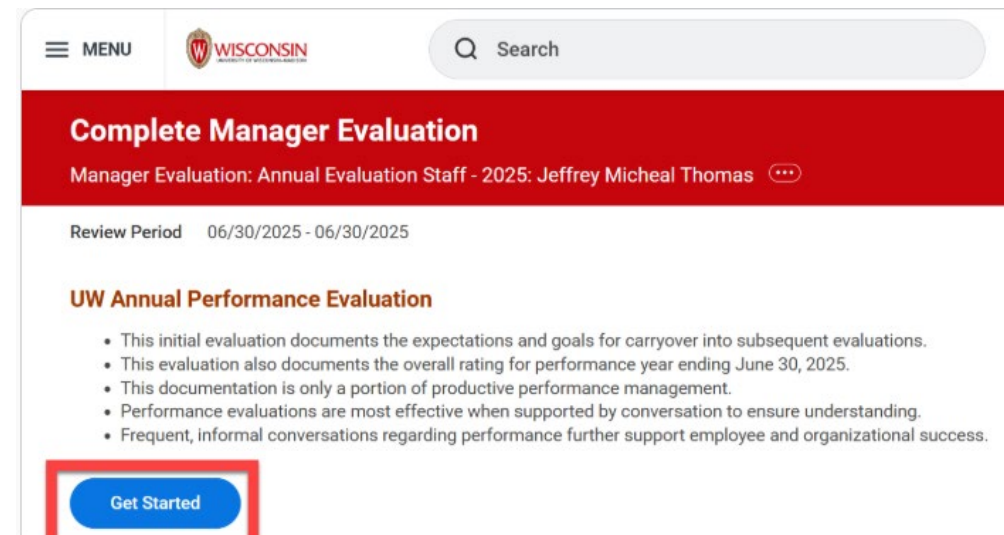 MENU
W WISCONSIN
UNIVERSITY OF WISCONSIN-MADISON
Search
Complete Manager Evaluation
Manager Evaluation: Annual Evaluation Staff - 2025: Jeffrey Micheal Thomas
Review Period 06/30/2025 - 06/30/2025
UW Annual Performance Evaluation
• This initial evaluation documents the expectations and goals for carryover into subsequent evaluations.
• This evaluation also documents the overall rating for performance year ending June 30, 2025.
• This documentation is only a portion of productive performance management.
• Performance evaluations are most effective when supported by conversation to ensure understanding.
• Frequent, informal conversations regarding performance further support employee and organizational success.
Get Started